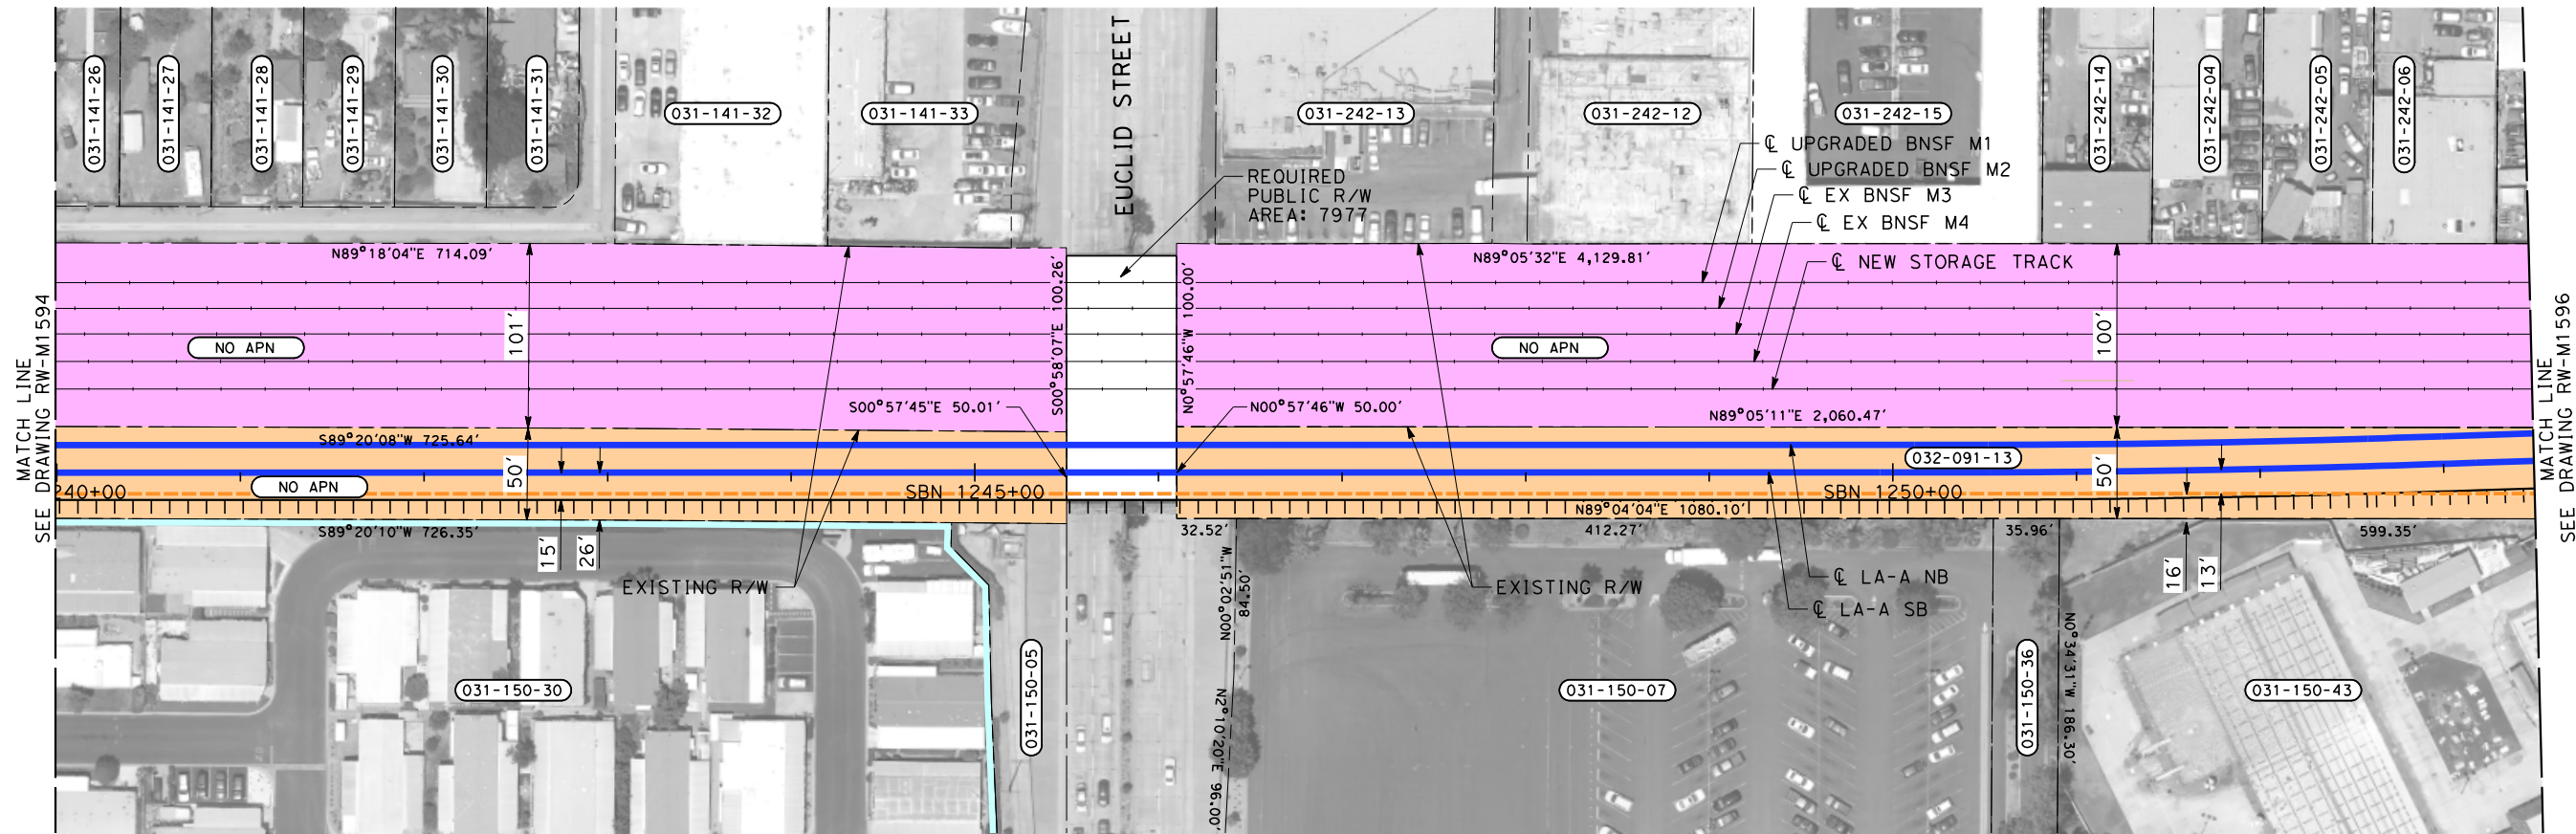 031-141-26
031-141-27
031-141-28
031-141-29
031-141-30
031-141-31
031-141-32
031-141-33
EUCLID STREET
031-242-13
031-242-12
031-242-15
031-242-14
031-242-04
031-242-05
031-242-06
℄ UPGRADED BNSF M1
℄ UPGRADED BNSF M2
℄ EX BNSF M3
℄ EX BNSF M4
℄ NEW STORAGE TRACK
REQUIRED
PUBLIC R/W
AREA: 7977
N89°18'04"E 714.09'
N89°05'32"E 4,129.81'
MATCH LINE
SEE DRAWING RW-M1594
101'
NO APN
S00°58'07"E 100.26'
N0°57'46"W 100.00'
NO APN
100'
MATCH LINE
SEE DRAWING RW-M1596
S00°57'45"E 50.01'
N00°57'46"W 50.00'
N89°05'11"E 2,060.47'
S89°20'08"W 725.64'
50'
NO APN
032-091-13
50'
240+00
SBN 1245+00
SBN 1250+00
N89°04'04"E 1080.10'
S89°20'10"W 726.35'
32.52'
412.27'
35.96'
599.35'
15'
26'
16'
13'
EXISTING R/W
EXISTING R/W
℄ LA-A NB
℄ LA-A SB
N00°02'51"W
84.50'
N2°10'20"E 96.00'
N0°34'31"W 186.30'
031-150-30
031-150-05
031-150-07
031-150-36
031-150-43